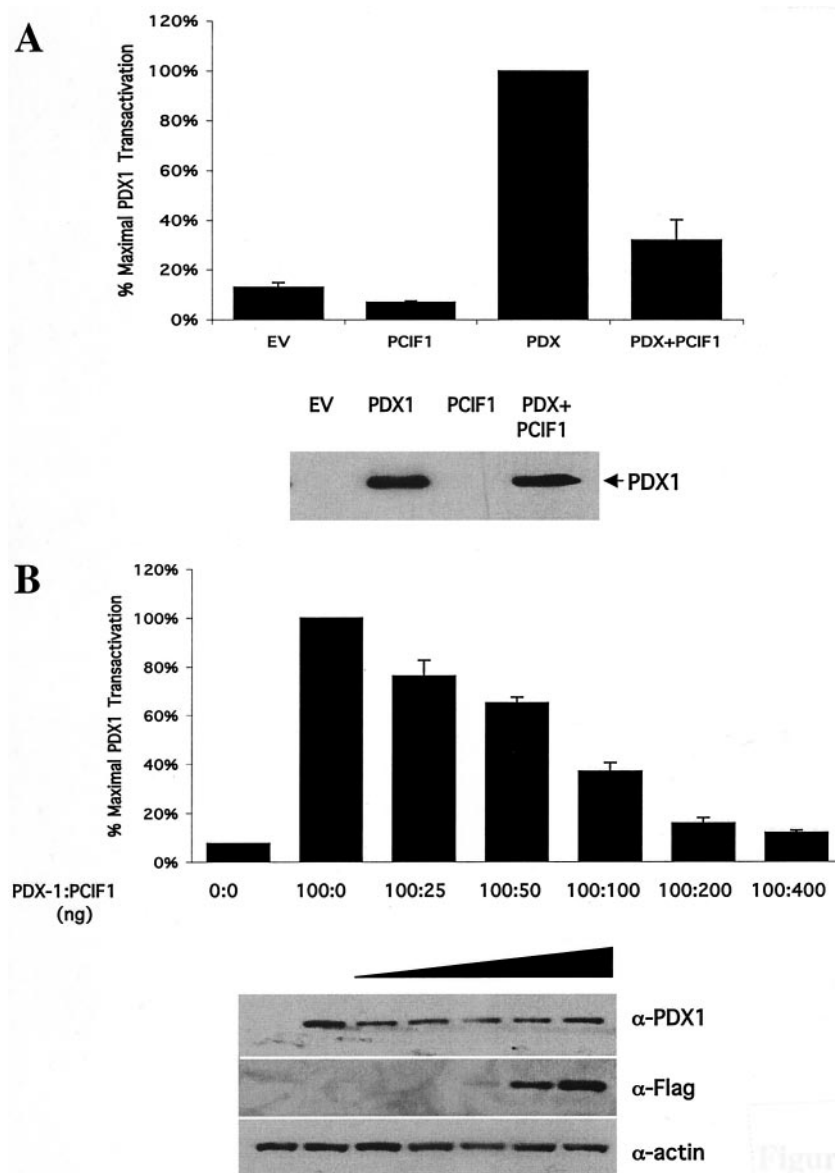 A
120%
100%
80%
60%
40%
20%
0%
% Maximal PDX1 Transactivation
EV PCIF1 PDX PDX+PCIF1
EV PDX1 PCIF1 PDX+
PCIF1
PDX1
B
120%
100%
80%
60%
40%
20%
0%
% Maximal PDX1 Transactivation
PDX-1:PCIF1 0:0 100:0 100:25 100:50 100:100 100:200 100:400
(ng)
α-PDX1
α-Flag
α-actin
Figur